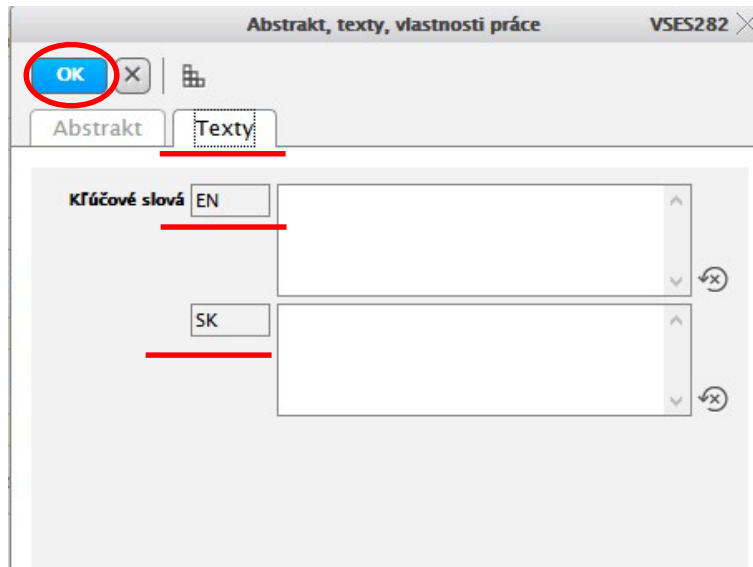 Abstrakt, texty, vlastnosti práce VSES282
OK
Abstrakt Texty
Kľúčové slová EN
SK